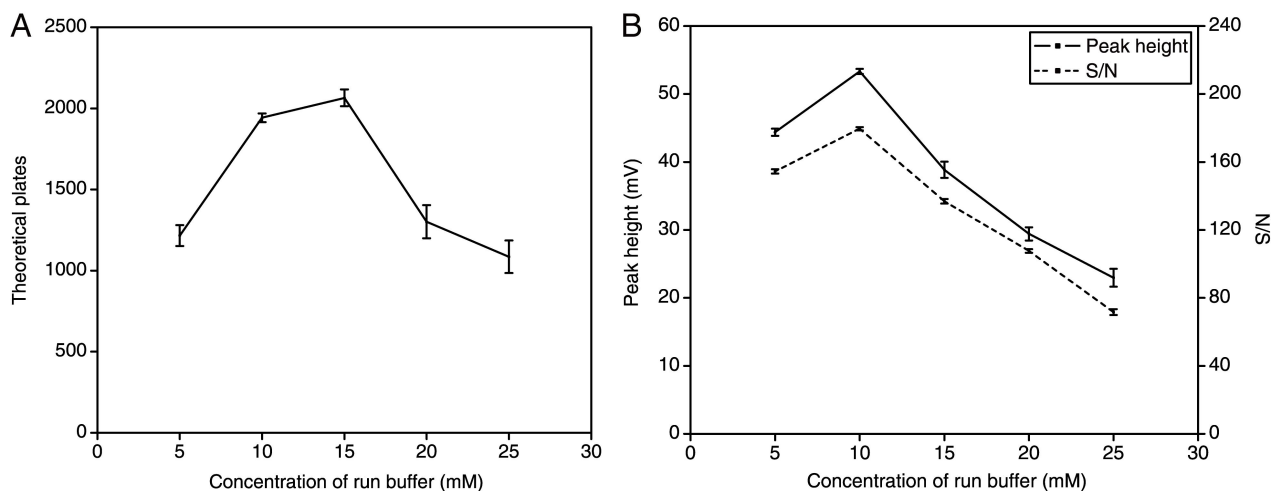 A
2500
2000
1500
1000
500
0
Theoretical plates
0 5 10 15 20 25 30
Concentration of run buffer (mM)
B
60
50
40
30
20
10
0
Peak height (mV)
Peak height
S/N
240
200
160
120
80
40
0
N/S
0 5 10 15 20 25 30
Concentration of run buffer (mM)